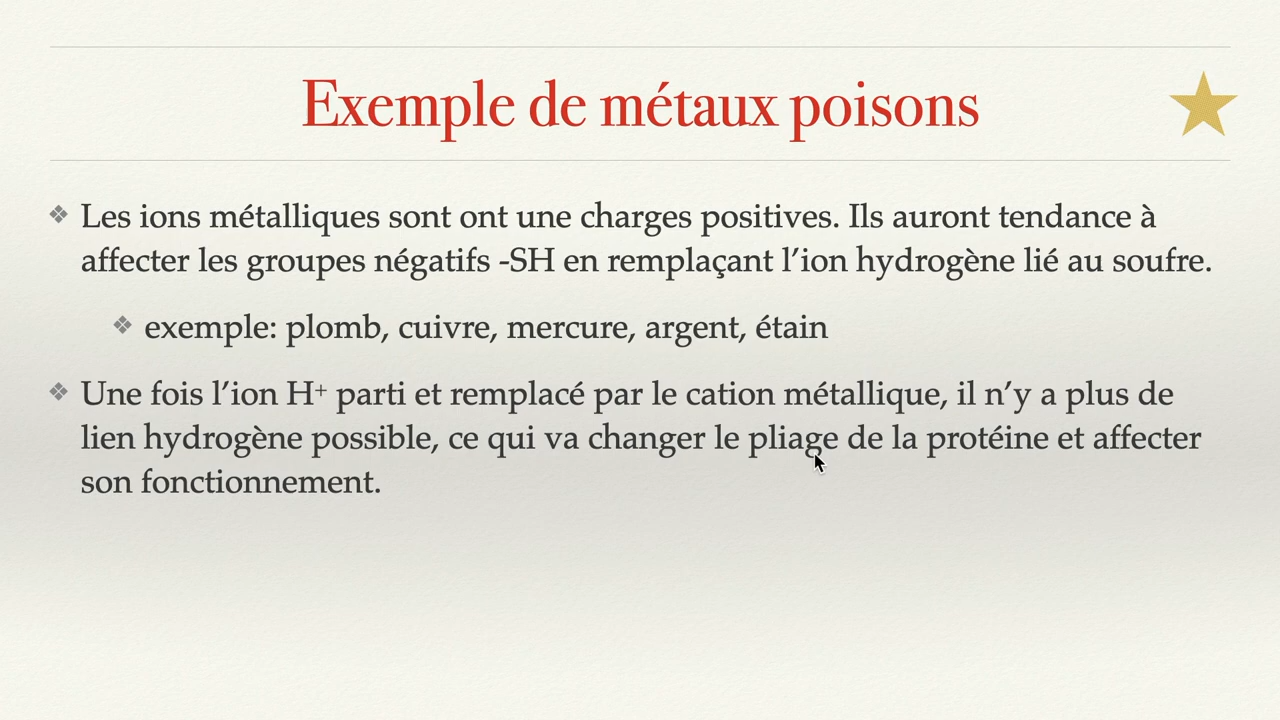 Exemple de métaux poisons
❖ Les ions métalliques sont ont une charges positives. Ils auront tendance à
affecter les groupes négatifs -SH en remplaçant l’ion hydrogène lié au soufre.
❖ exemple: plomb, cuivre, mercure, argent, étain
❖ Une fois l’ion H⁺ parti et remplacé par le cation métallique, il n’y a plus de
lien hydrogène possible, ce qui va changer le pliage de la protéine et affecter
son fonctionnement.